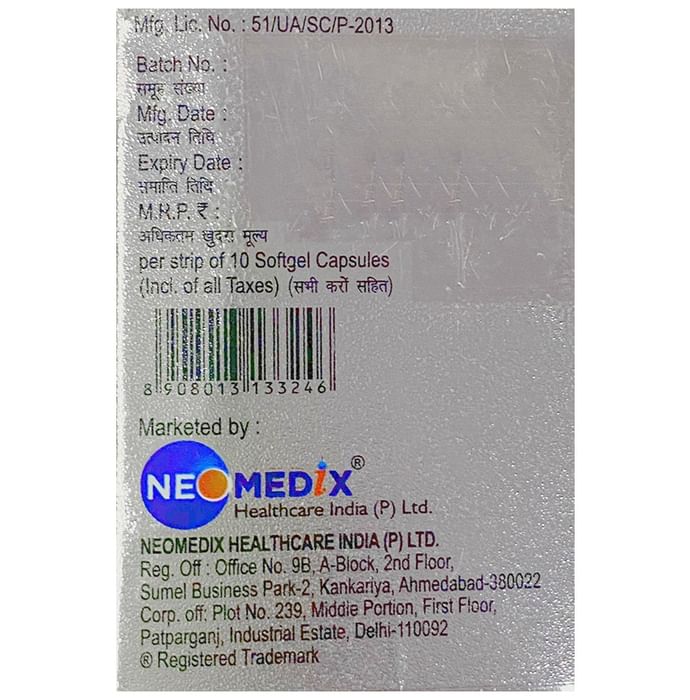 Mfg. Lic. No. : 51/UA/SC/P-2013
Batch No. :
समूह संख्या
Mfg. Date :
उत्पादन तिथि
Expiry Date :
समाप्ति तिथि
M.R.P. ₹ :
अधिकतम खुदरा मूल्य
per strip of 10 Softgel Capsules
(Incl. of all Taxes) (सभी करों सहित)
8 908013 133246
Marketed by :
NEOMEDiX®
Healthcare India (P) Ltd.
NEOMEDIX HEALTHCARE INDIA (P) LTD.
Reg. Off : Office No. 9B, A-Block, 2nd Floor,
Sumel Business Park-2, Kankariya, Ahmedabad-380022
Corp. off: Plot No. 239, Middle Portion, First Floor,
Patparganj, Industrial Estate, Delhi-110092
® Registered Trademark